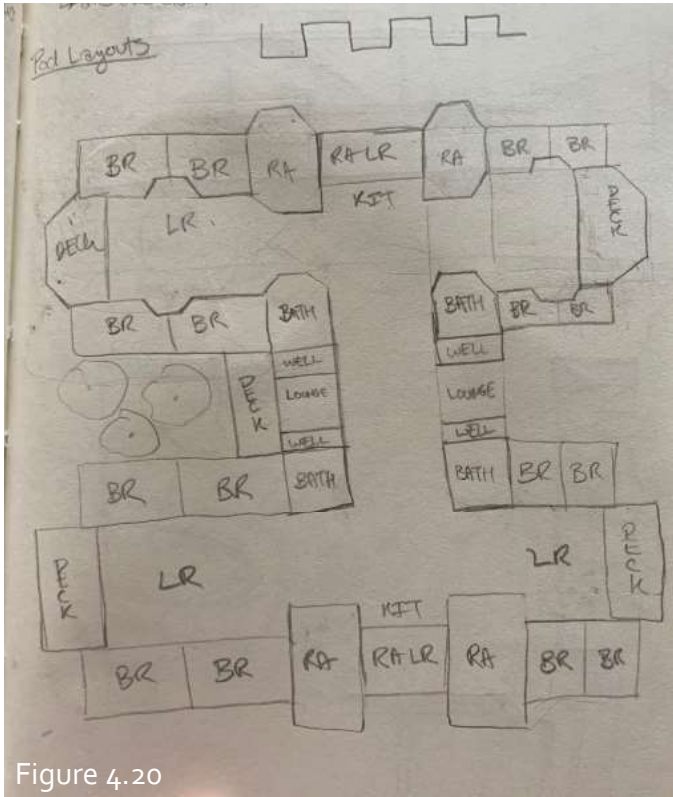 Pod Layouts
BR BR RA RA LR RA BR BR
KIT
DECK LR. DECK
BR BR BATH BATH BR BR
WELL WELL
DECK LOUNGE LOUNGE
WELL WELL
BR BR BATH BATH BR BR
DECK LR LR DECK
KIT
BR BR RA RA LR RA BR BR
Figure 4.20